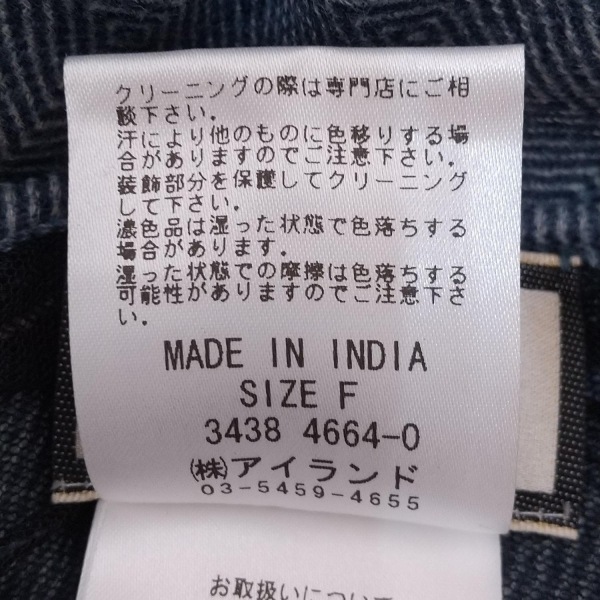 クリーニングの際は専門店にご相
談下さい。
汗により他のものに色移りする場
合がありますのでご注意下さい。
装飾部分を保護してクリーニング
して下さい。
濃色品は湿った状態で色落ちする
場合があります。
湿った状態での摩擦は色落ちする
可能性がありますのでご注意下さ
い。
MADE IN INDIA
SIZE F
3438 4664-0
(株)アイランド
03-5459-4655
お取扱いについて